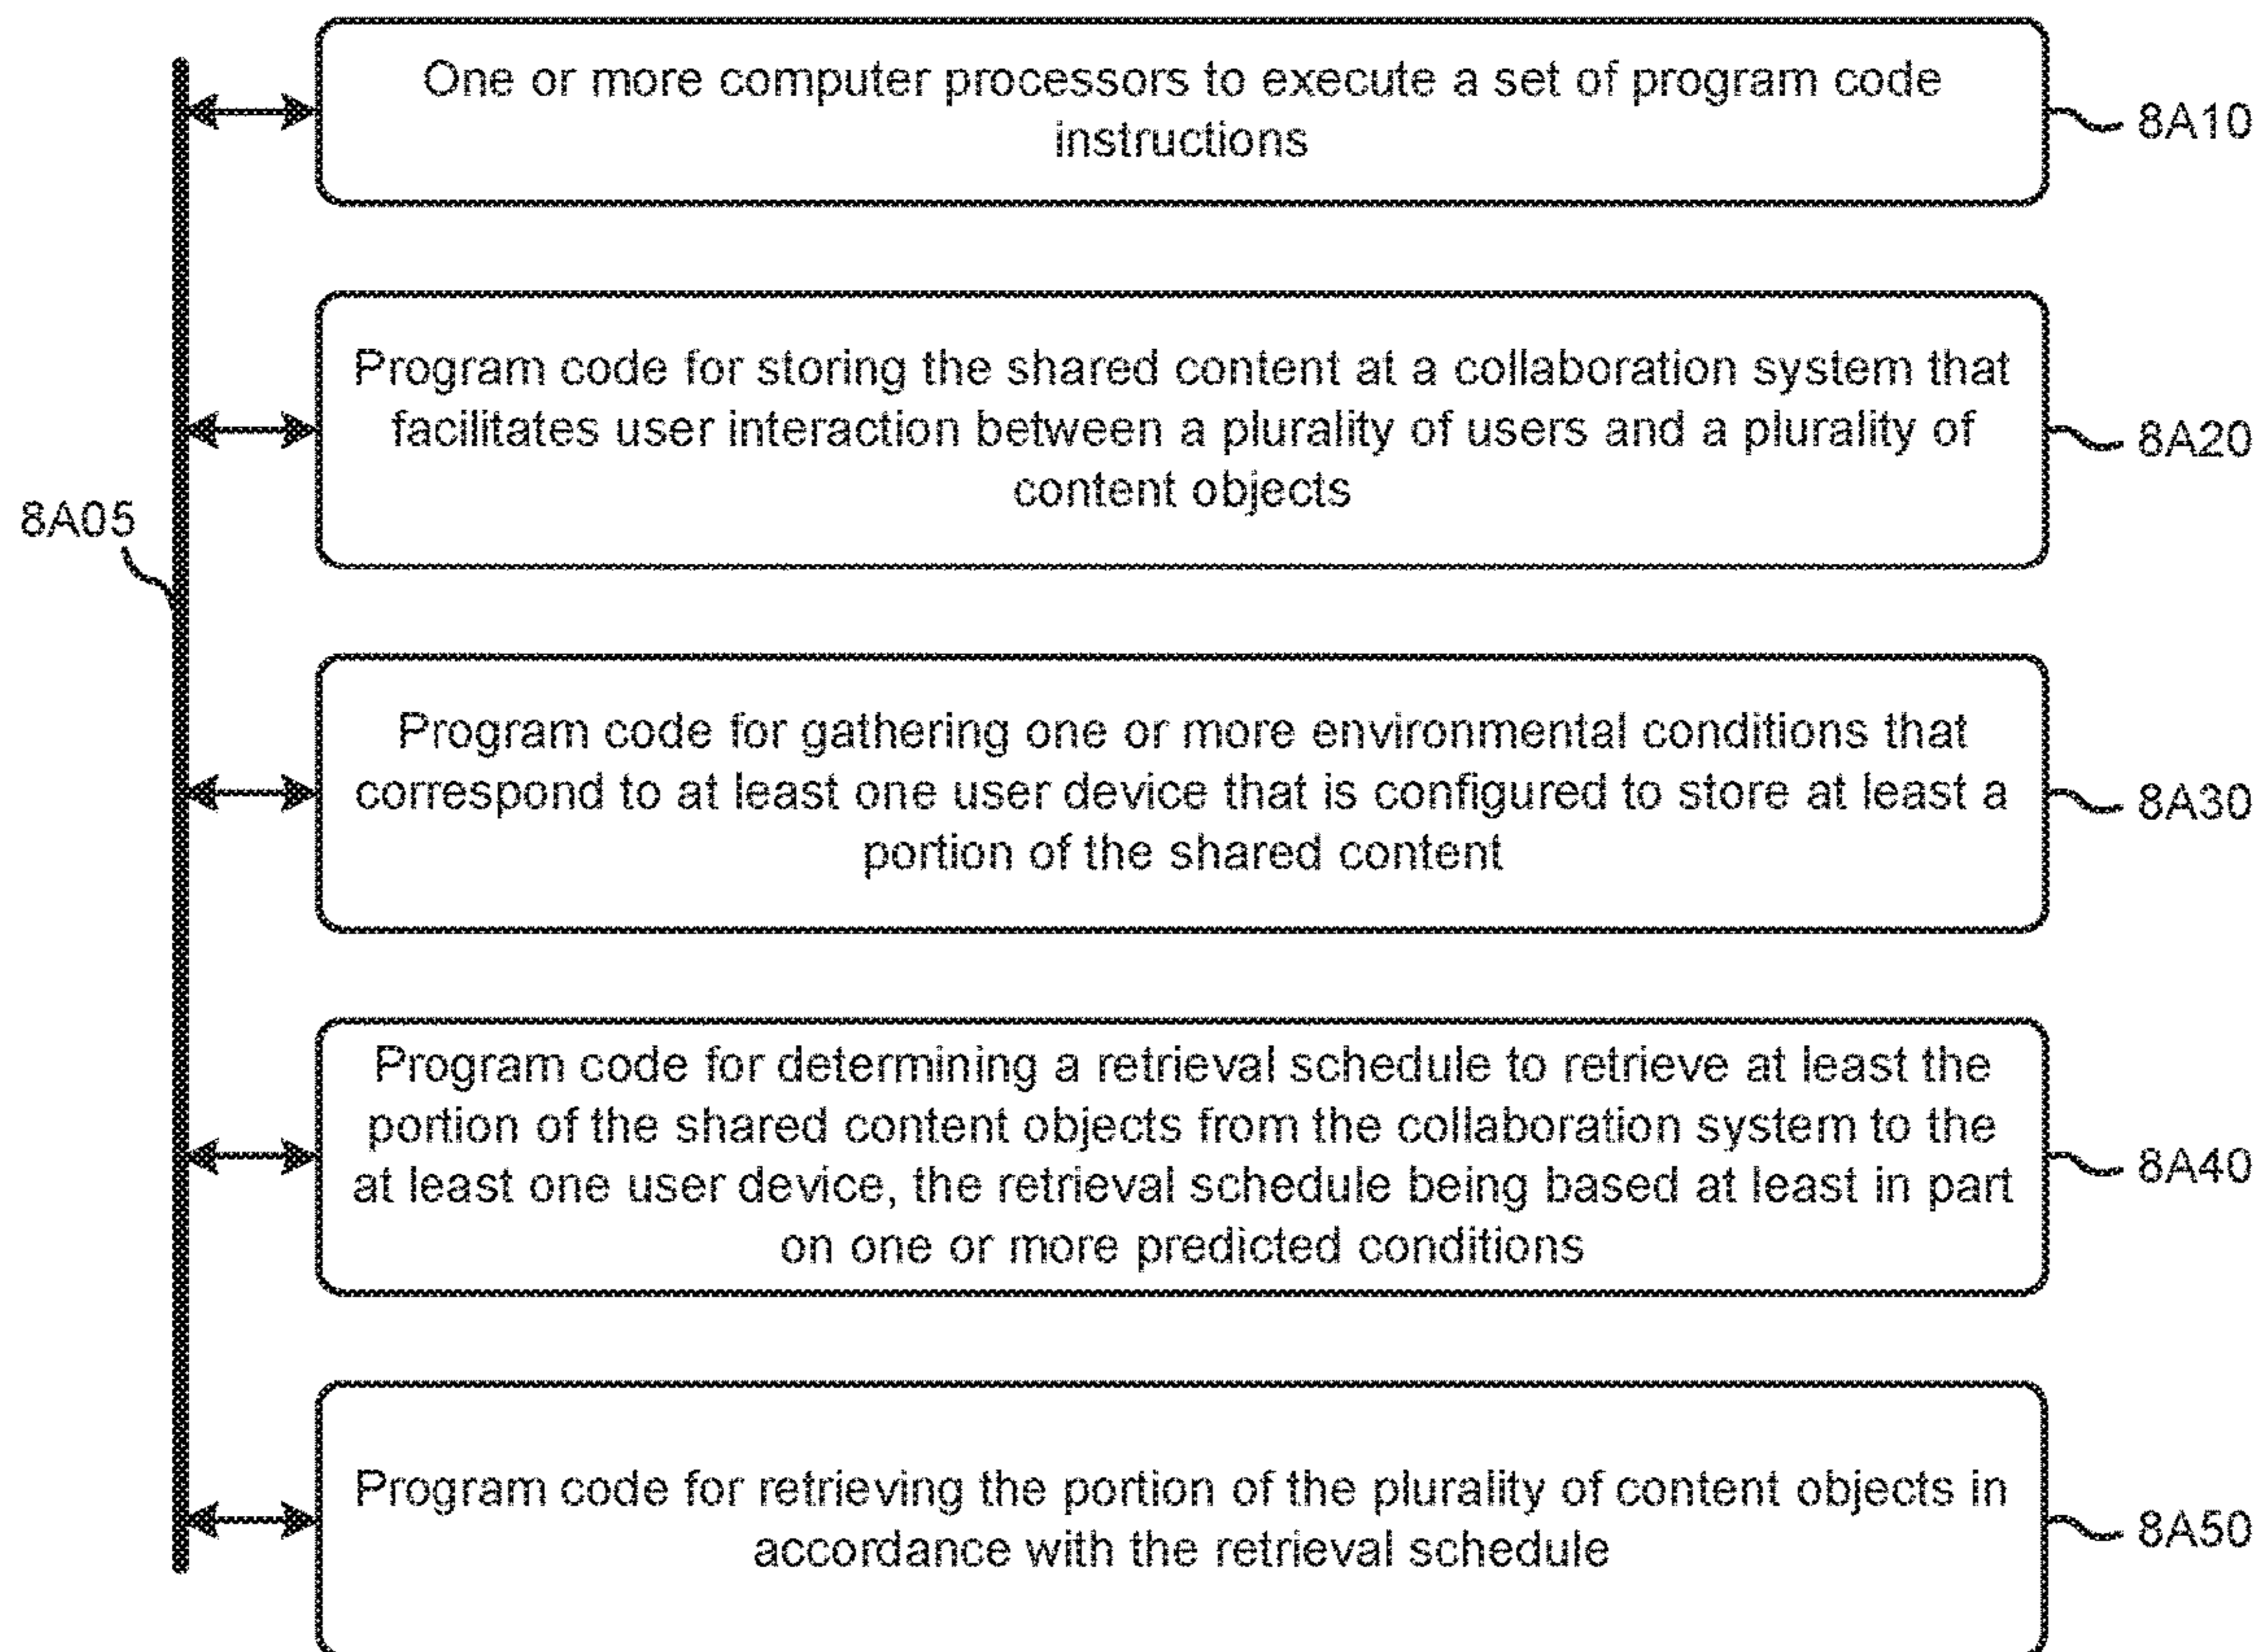 One or more computer processors to execute a set of program code
instructions
8A10
Program code for storing the shared content at a collaboration system that
facilitates user interaction between a plurality of users and a plurality of
content objects
8A20
8A05
Program code for gathering one or more environmental conditions that
correspond to at least one user device that is configured to store at least a
portion of the shared content
8A30
Program code for determining a retrieval schedule to retrieve at least the
portion of the shared content objects from the collaboration system to the
at least one user device, the retrieval schedule being based at least in part
on one or more predicted conditions
8A40
Program code for retrieving the portion of the plurality of content objects in
accordance with the retrieval schedule
8A50